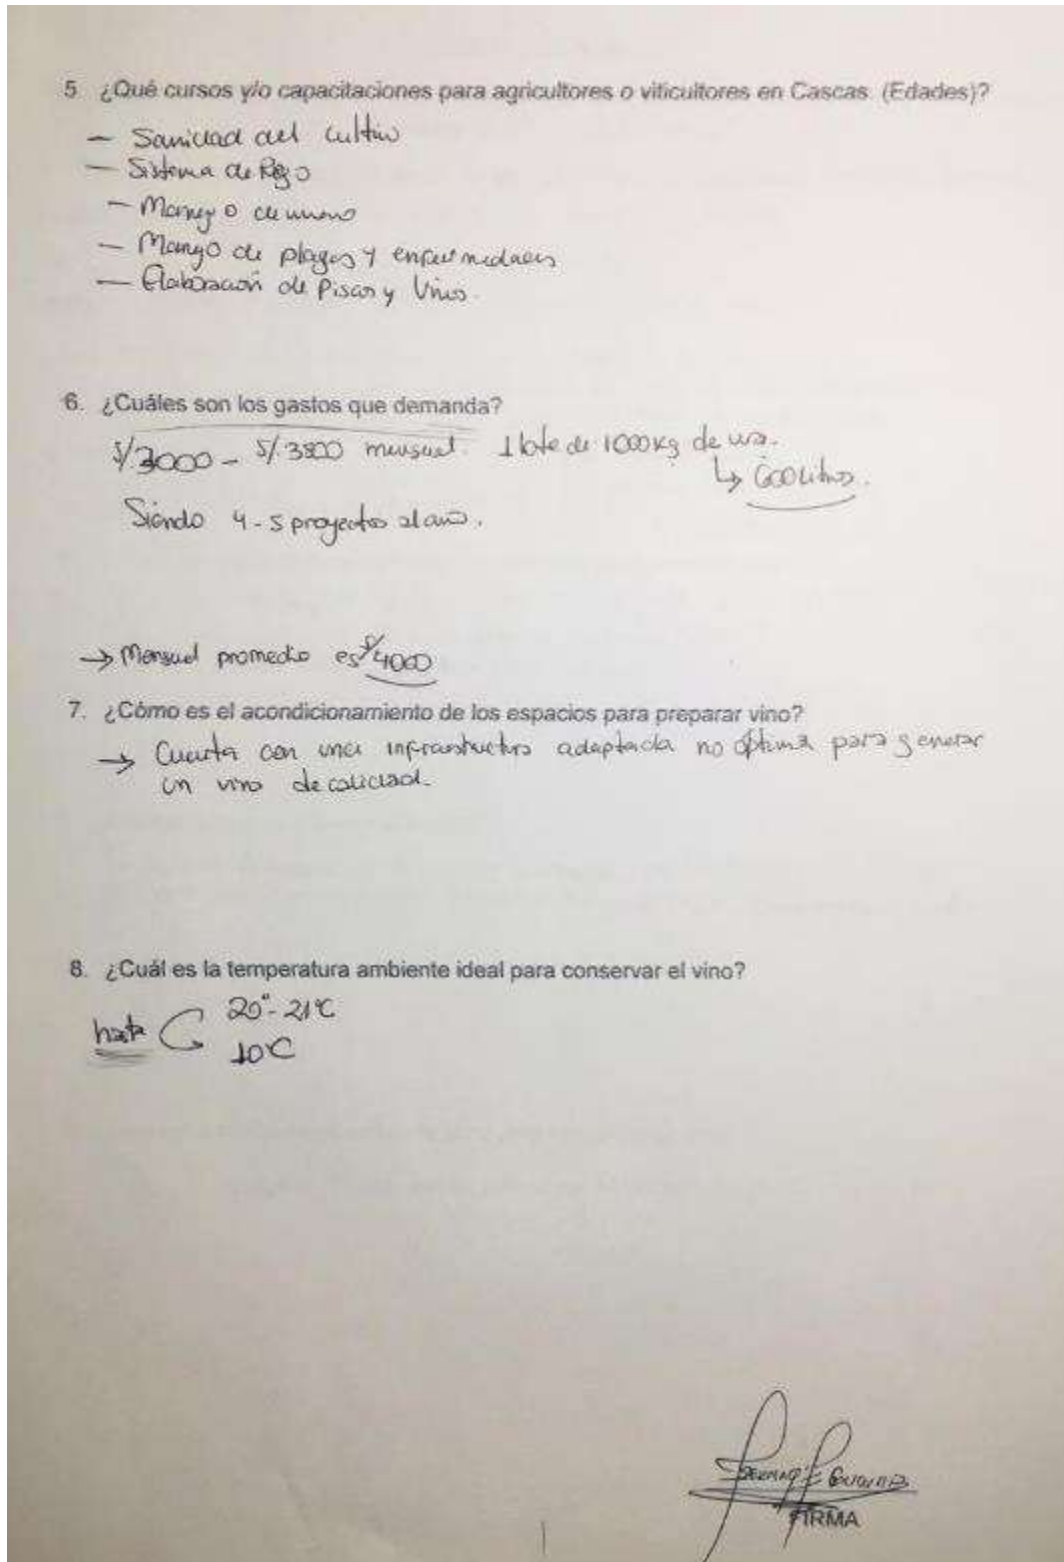 5. ¿Qué cursos y/o capacitaciones para agricultores o viticultores en Cascas. (Edades)?
— Sanidad del cultivo
— Sistema de Riego
— Manejo de
— Manejo de plagas y enfermedades
— Elaboración de Piscos y Vinos.
6. ¿Cuáles son los gastos que demanda?
S/3000 - S/.3800 mensual. 1 lote de 1000 kg de uva.
↳ 600 litros.
Siendo 4-5 proyectos al año.
→ Mensual promedio es S/4000
7. ¿Cómo es el acondicionamiento de los espacios para preparar vino?
→ Cuenta con una infraestructura adaptada no óptima para generar
un vino de calidad.
8. ¿Cuál es la temperatura ambiente ideal para conservar el vino?
20°- 21°C
hasta
10°C
FIRMA